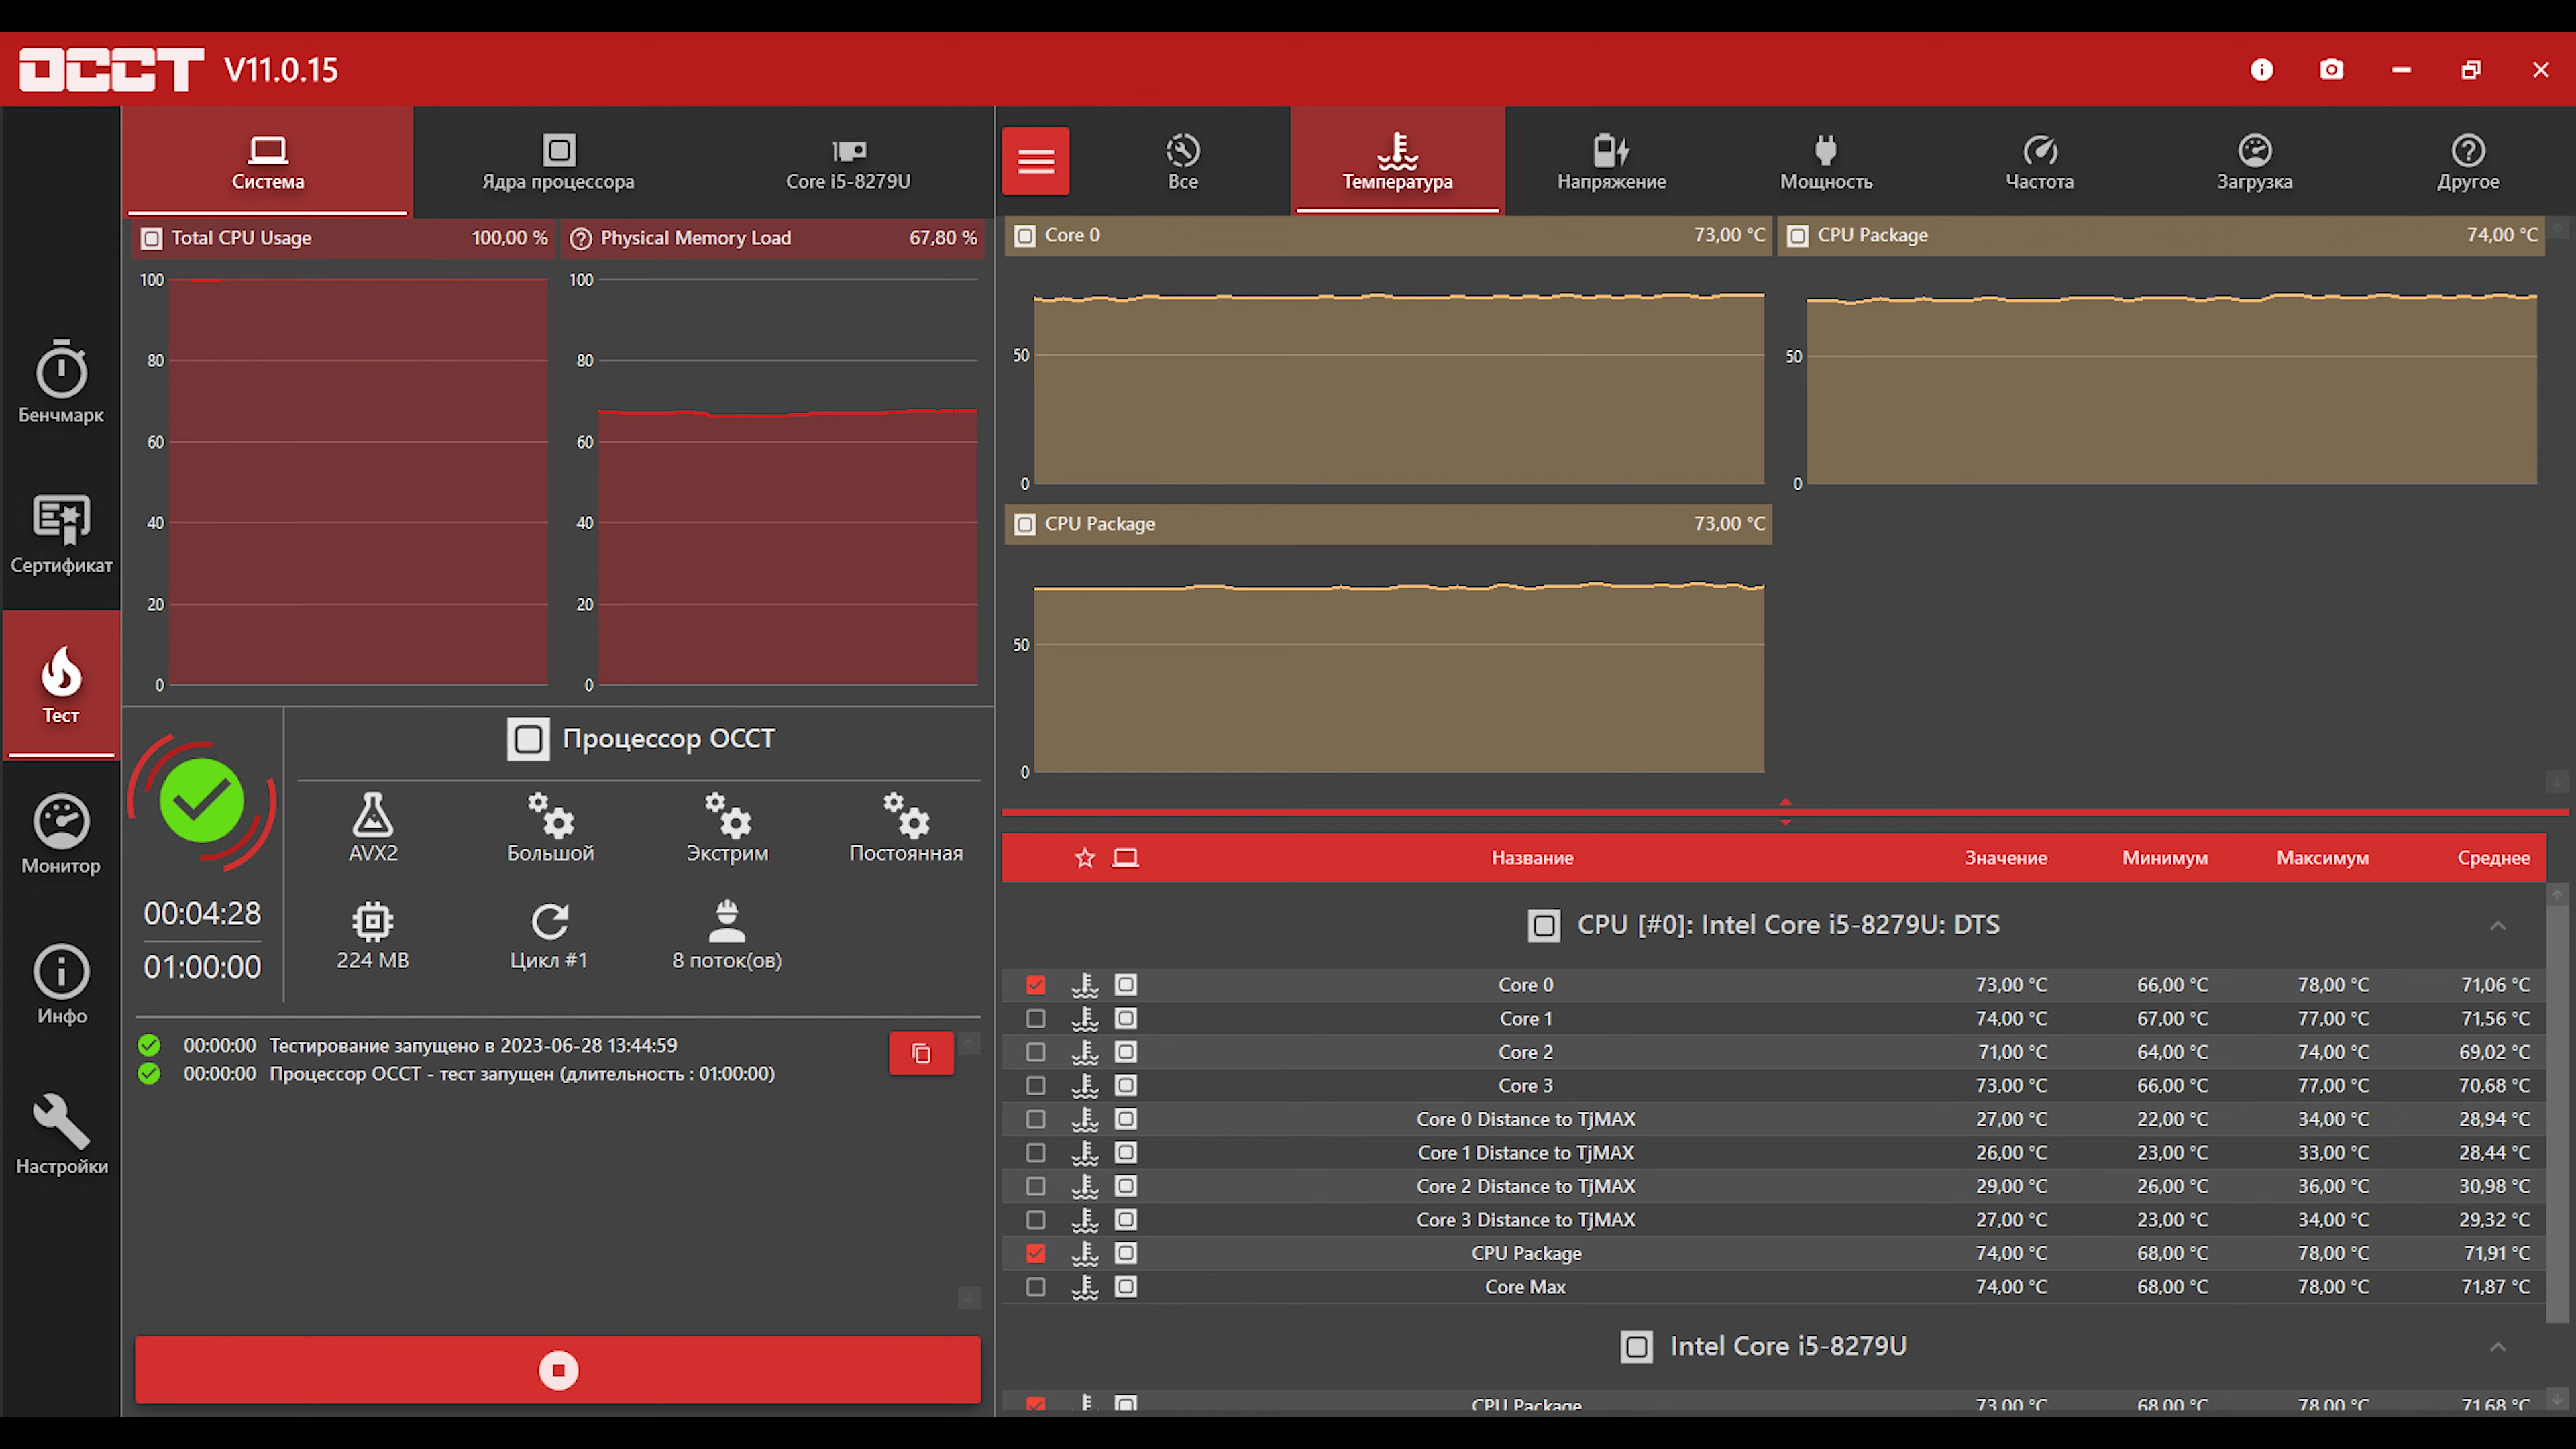 OCCT V11.0.15
Система
Ядра процессора
Core i5-8279U
Все
Температура
Напряжение
Мощность
Частота
Загрузка
Другое
Бенчмарк
Сертификат
Тест
Монитор
Инфо
Настройки
Total CPU Usage 100,00 %
100
80
60
40
20
0
Physical Memory Load 67,80 %
100
80
60
40
20
0
Core 0 73,00 °C
50
0
CPU Package 74,00 °C
50
0
CPU Package 73,00 °C
50
0
Процессор OCCT
AVX2
Большой
Экстрим
Постоянная
224 MB
Цикл #1
8 поток(ов)
00:04:28
01:00:00
00:00:00 Тестирование запущено в 2023-06-28 13:44:59
00:00:00 Процессор OCCT - тест запущен (длительность : 01:00:00)
Название Значение Минимум Максимум Среднее
CPU [#0]: Intel Core i5-8279U: DTS
Core 0 73,00 °C 66,00 °C 78,00 °C 71,06 °C
Core 1 74,00 °C 67,00 °C 77,00 °C 71,56 °C
Core 2 71,00 °C 64,00 °C 74,00 °C 69,02 °C
Core 3 73,00 °C 66,00 °C 77,00 °C 70,68 °C
Core 0 Distance to TjMAX 27,00 °C 22,00 °C 34,00 °C 28,94 °C
Core 1 Distance to TjMAX 26,00 °C 23,00 °C 33,00 °C 28,44 °C
Core 2 Distance to TjMAX 29,00 °C 26,00 °C 36,00 °C 30,98 °C
Core 3 Distance to TjMAX 27,00 °C 23,00 °C 34,00 °C 29,32 °C
CPU Package 74,00 °C 68,00 °C 78,00 °C 71,91 °C
Core Max 74,00 °C 68,00 °C 78,00 °C 71,87 °C
Intel Core i5-8279U
CPU Package 73,00 °C 68,00 °C 78,00 °C 71,68 °C